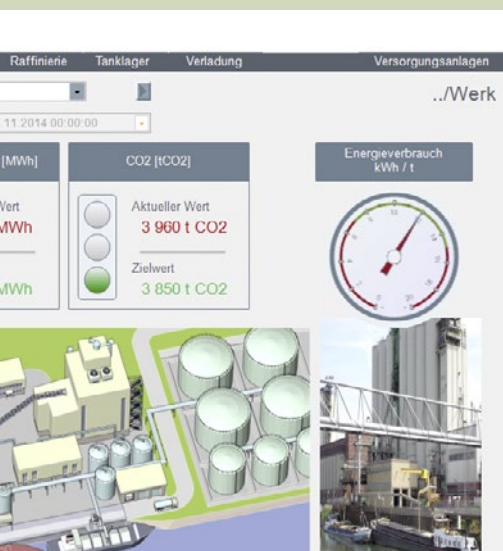 Raffinierie Tanklager Verladung Versorgungsanlagen
../Werk
.11.2014 00:00:00
[MWh]
CO2 [tCO2]
Energieverbrauch
kWh / t
Wert
MWh
Aktueller Wert
3 960 t CO2
Zielwert
MWh
3 850 t CO2